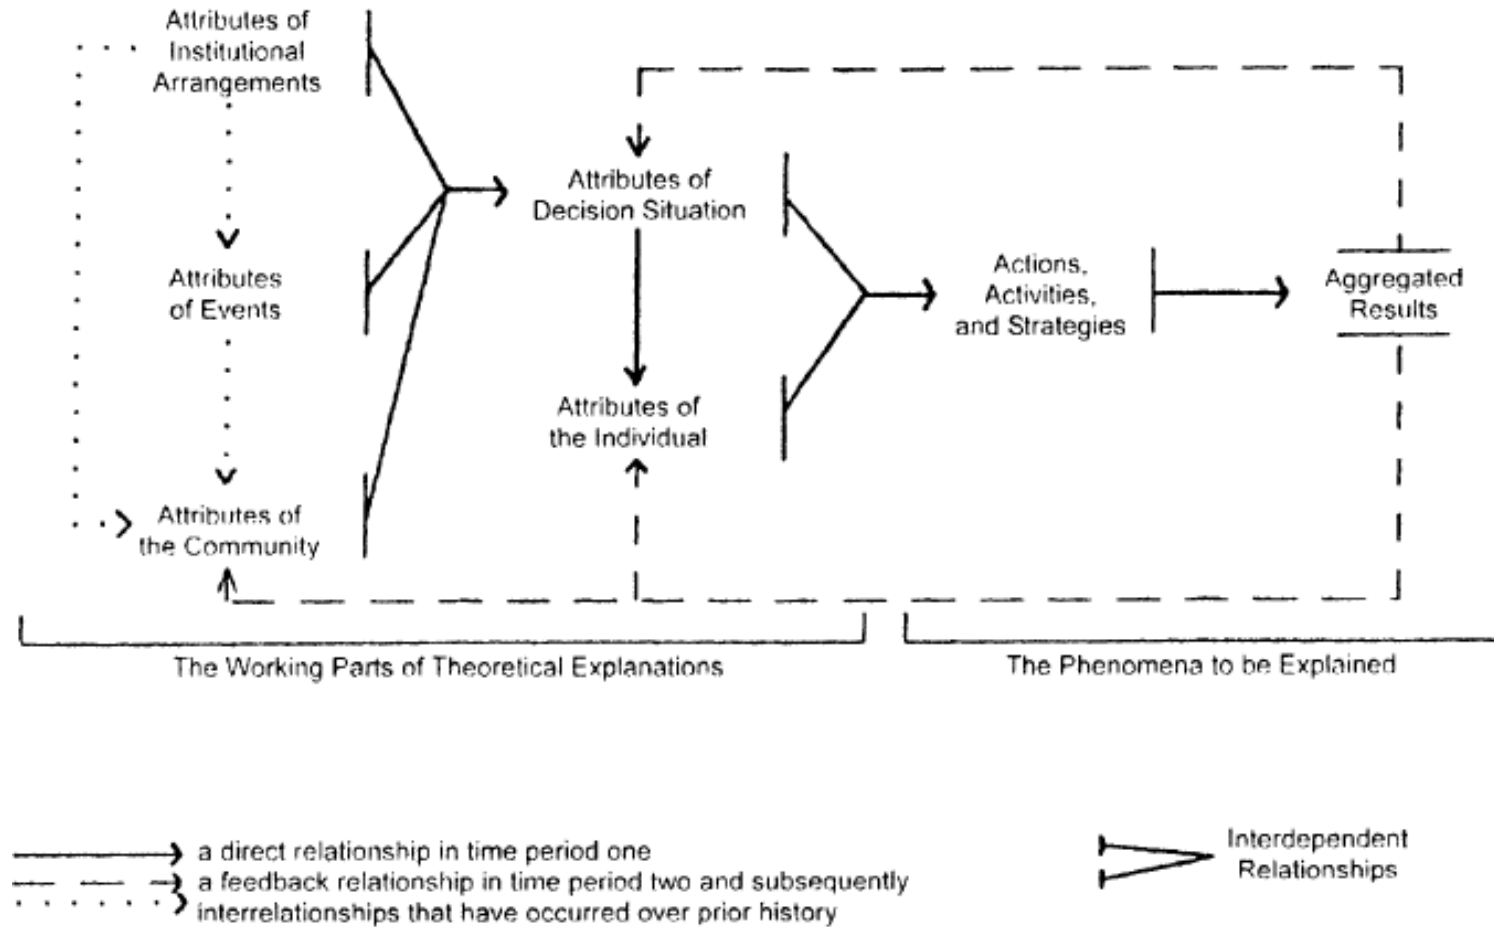 Attributes of
Institutional
Arrangements
Attributes
of Events
Attributes of
the Community
Attributes of
Decision Situation
Attributes of
the Individual
Actions,
Activities,
and Strategies
Aggregated
Results
The Working Parts of Theoretical Explanations
The Phenomena to be Explained
a direct relationship in time period one
a feedback relationship in time period two and subsequently
interrelationships that have occurred over prior history
Interdependent
Relationships